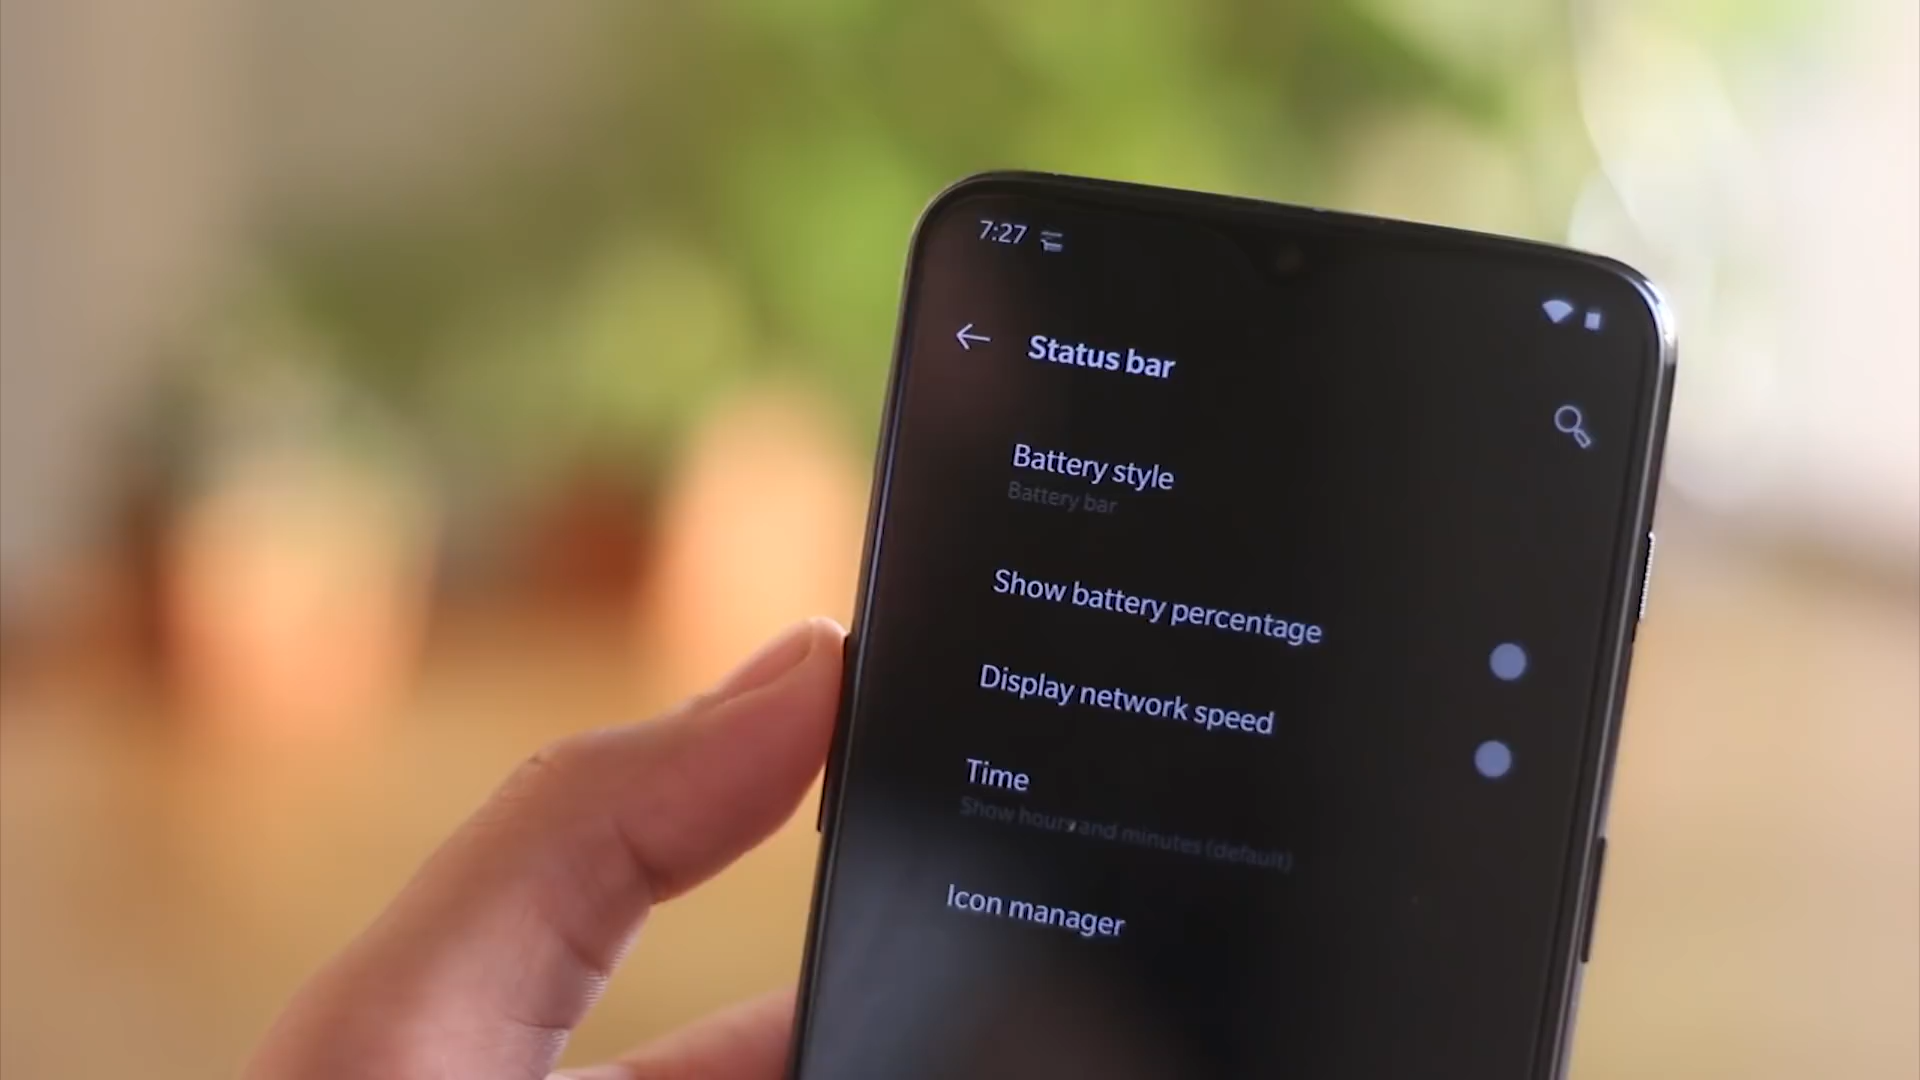 7:27
Status bar
Battery style
Battery bar
Show battery percentage
Display network speed
Time
Show hours and minutes (default)
Icon manager